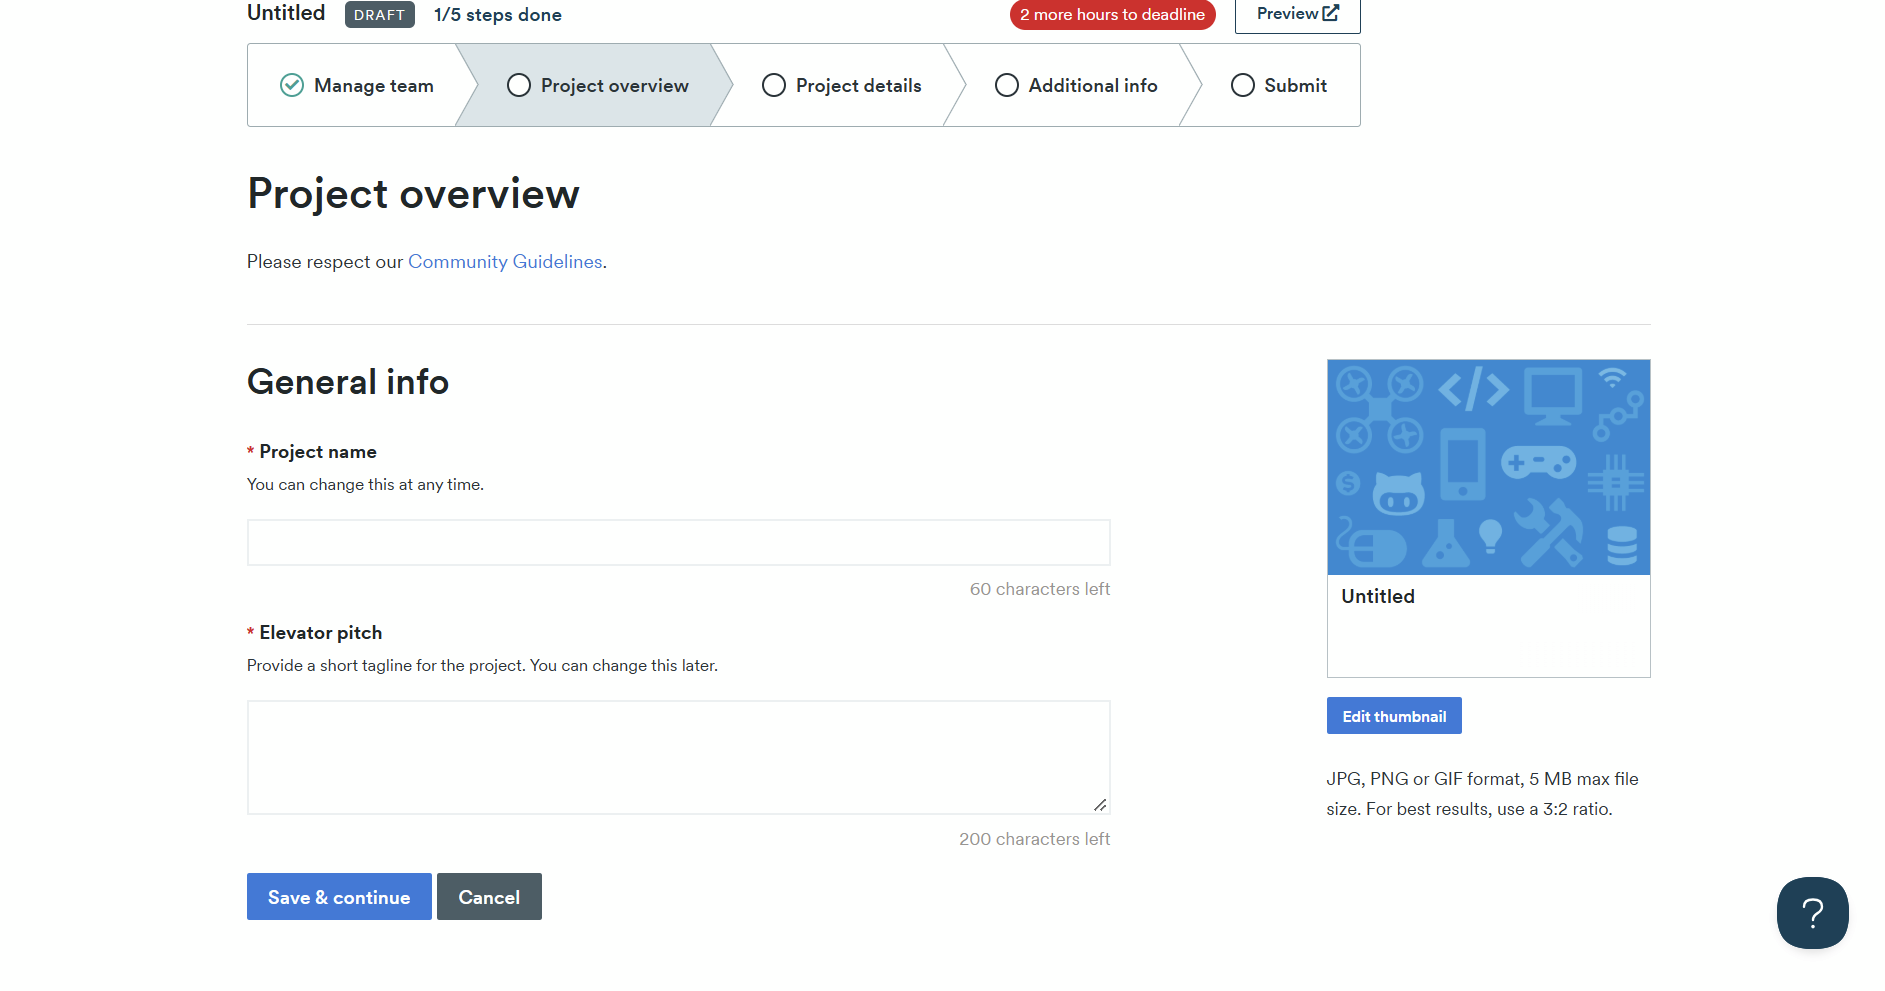 Untitled DRAFT 1/5 steps done 2 more hours to deadline Preview
Manage team Project overview Project details Additional info Submit
Project overview
Please respect our Community Guidelines.
General info
* Project name
You can change this at any time.
60 characters left
* Elevator pitch
Provide a short tagline for the project. You can change this later.
200 characters left
Save & continue Cancel
</>
$
Untitled
Edit thumbnail
JPG, PNG or GIF format, 5 MB max file
size. For best results, use a 3:2 ratio.
?